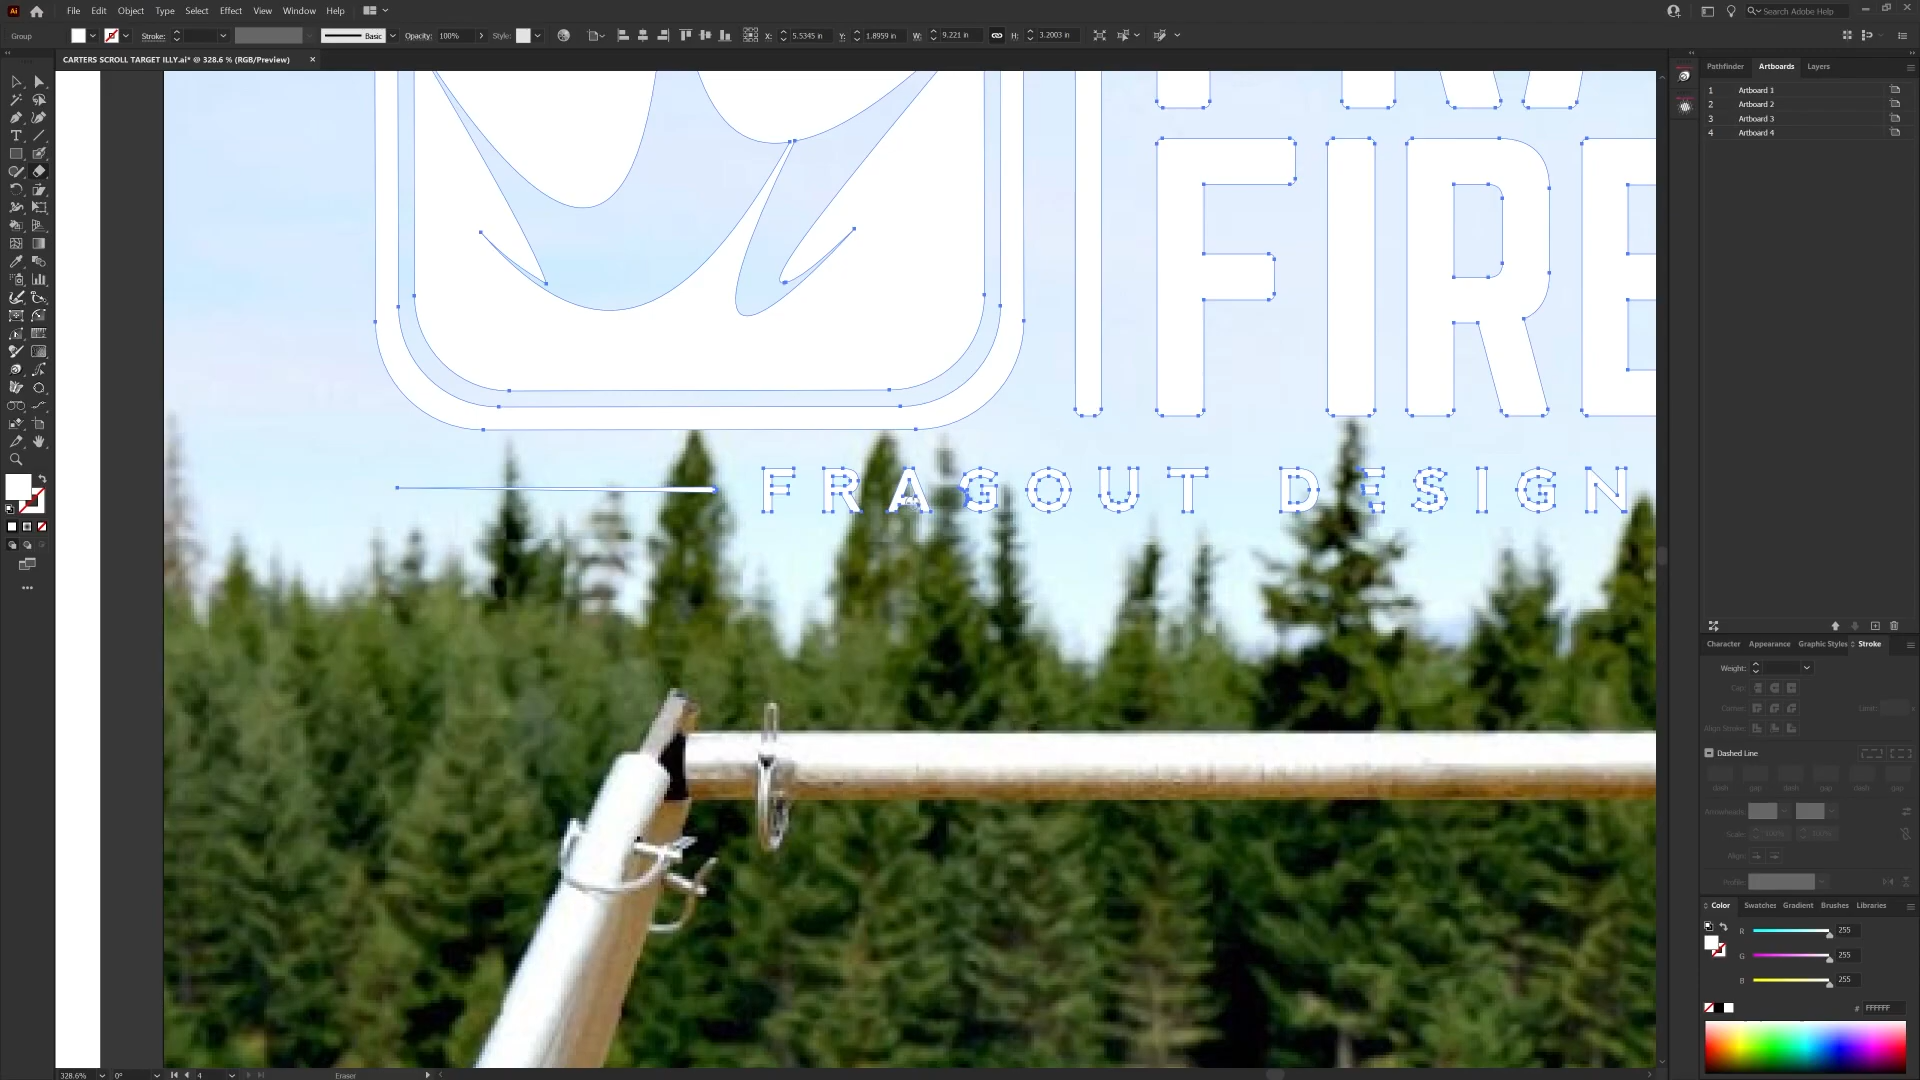 Ai File Edit Object Type Select Effect View Window Help Search Adobe Help
Group Stroke: Basic Opacity: 100% Style: X: 5.5345 in Y: 1.8959 in W: 9.221 in H: 3.2003 in
CARTERS SCROLL TARGET ILLY.ai* @ 328.6 % (RGB/Preview) ×
Pathfinder Artboards Layers
1 Artboard 1
2 Artboard 2
3 Artboard 3
4 Artboard 4
FIRE
FRAGOUT DESIGN
Character Appearance Graphic Styles Stroke
Weight:
Cap:
Corner: Limit:
Align Stroke:
Dashed Line
dash gap dash gap dash gap
Arrowheads:
Scale: 100% 100%
Align:
Profile:
Color Swatches Gradient Brushes Libraries
R 255
G 255
B 255
# FFFFFF
328.6% 0° 4 Eraser